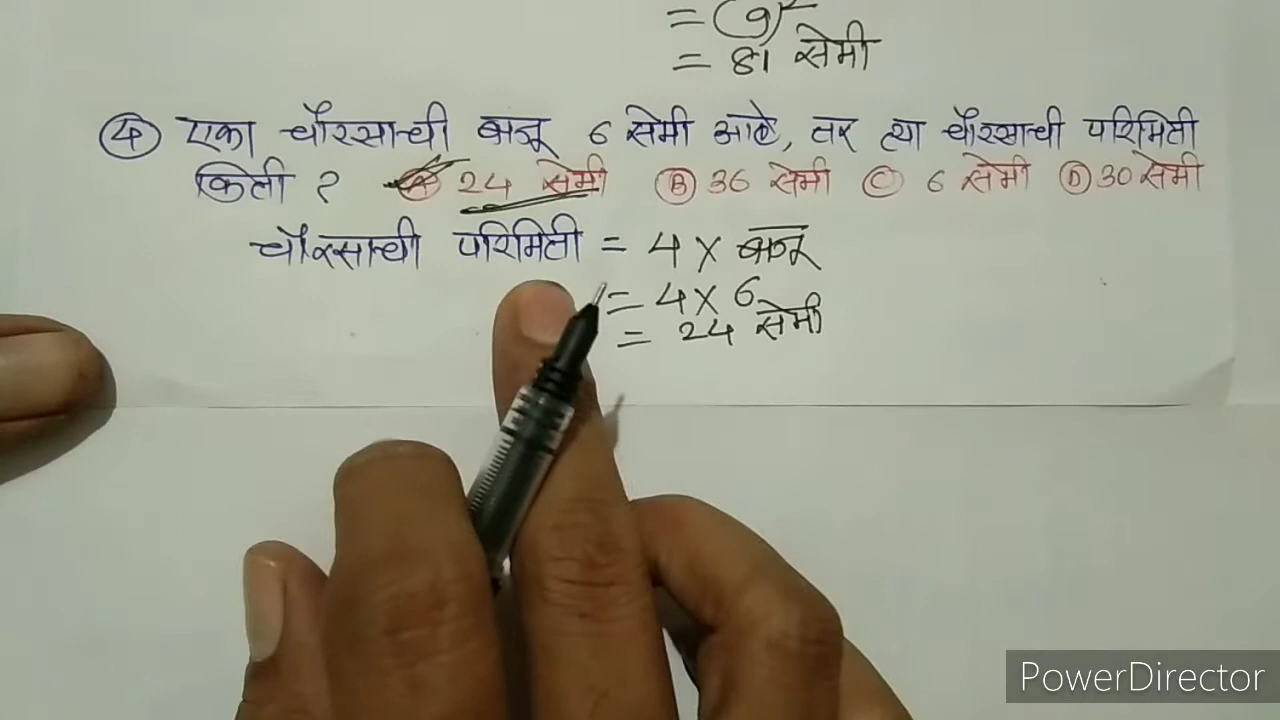 = (9)²
= 81 सेमी
④ एका चौरसाची बाजू 6 सेमी आहे, तर त्या चौरसाची परिमिती
किती ? Ⓐ 24 सेमी Ⓑ 36 सेमी Ⓒ 6 सेमी Ⓓ 30 सेमी
चौरसाची परिमिती = 4 × बाजू
= 4 × 6
= 24 सेमी
PowerDirector